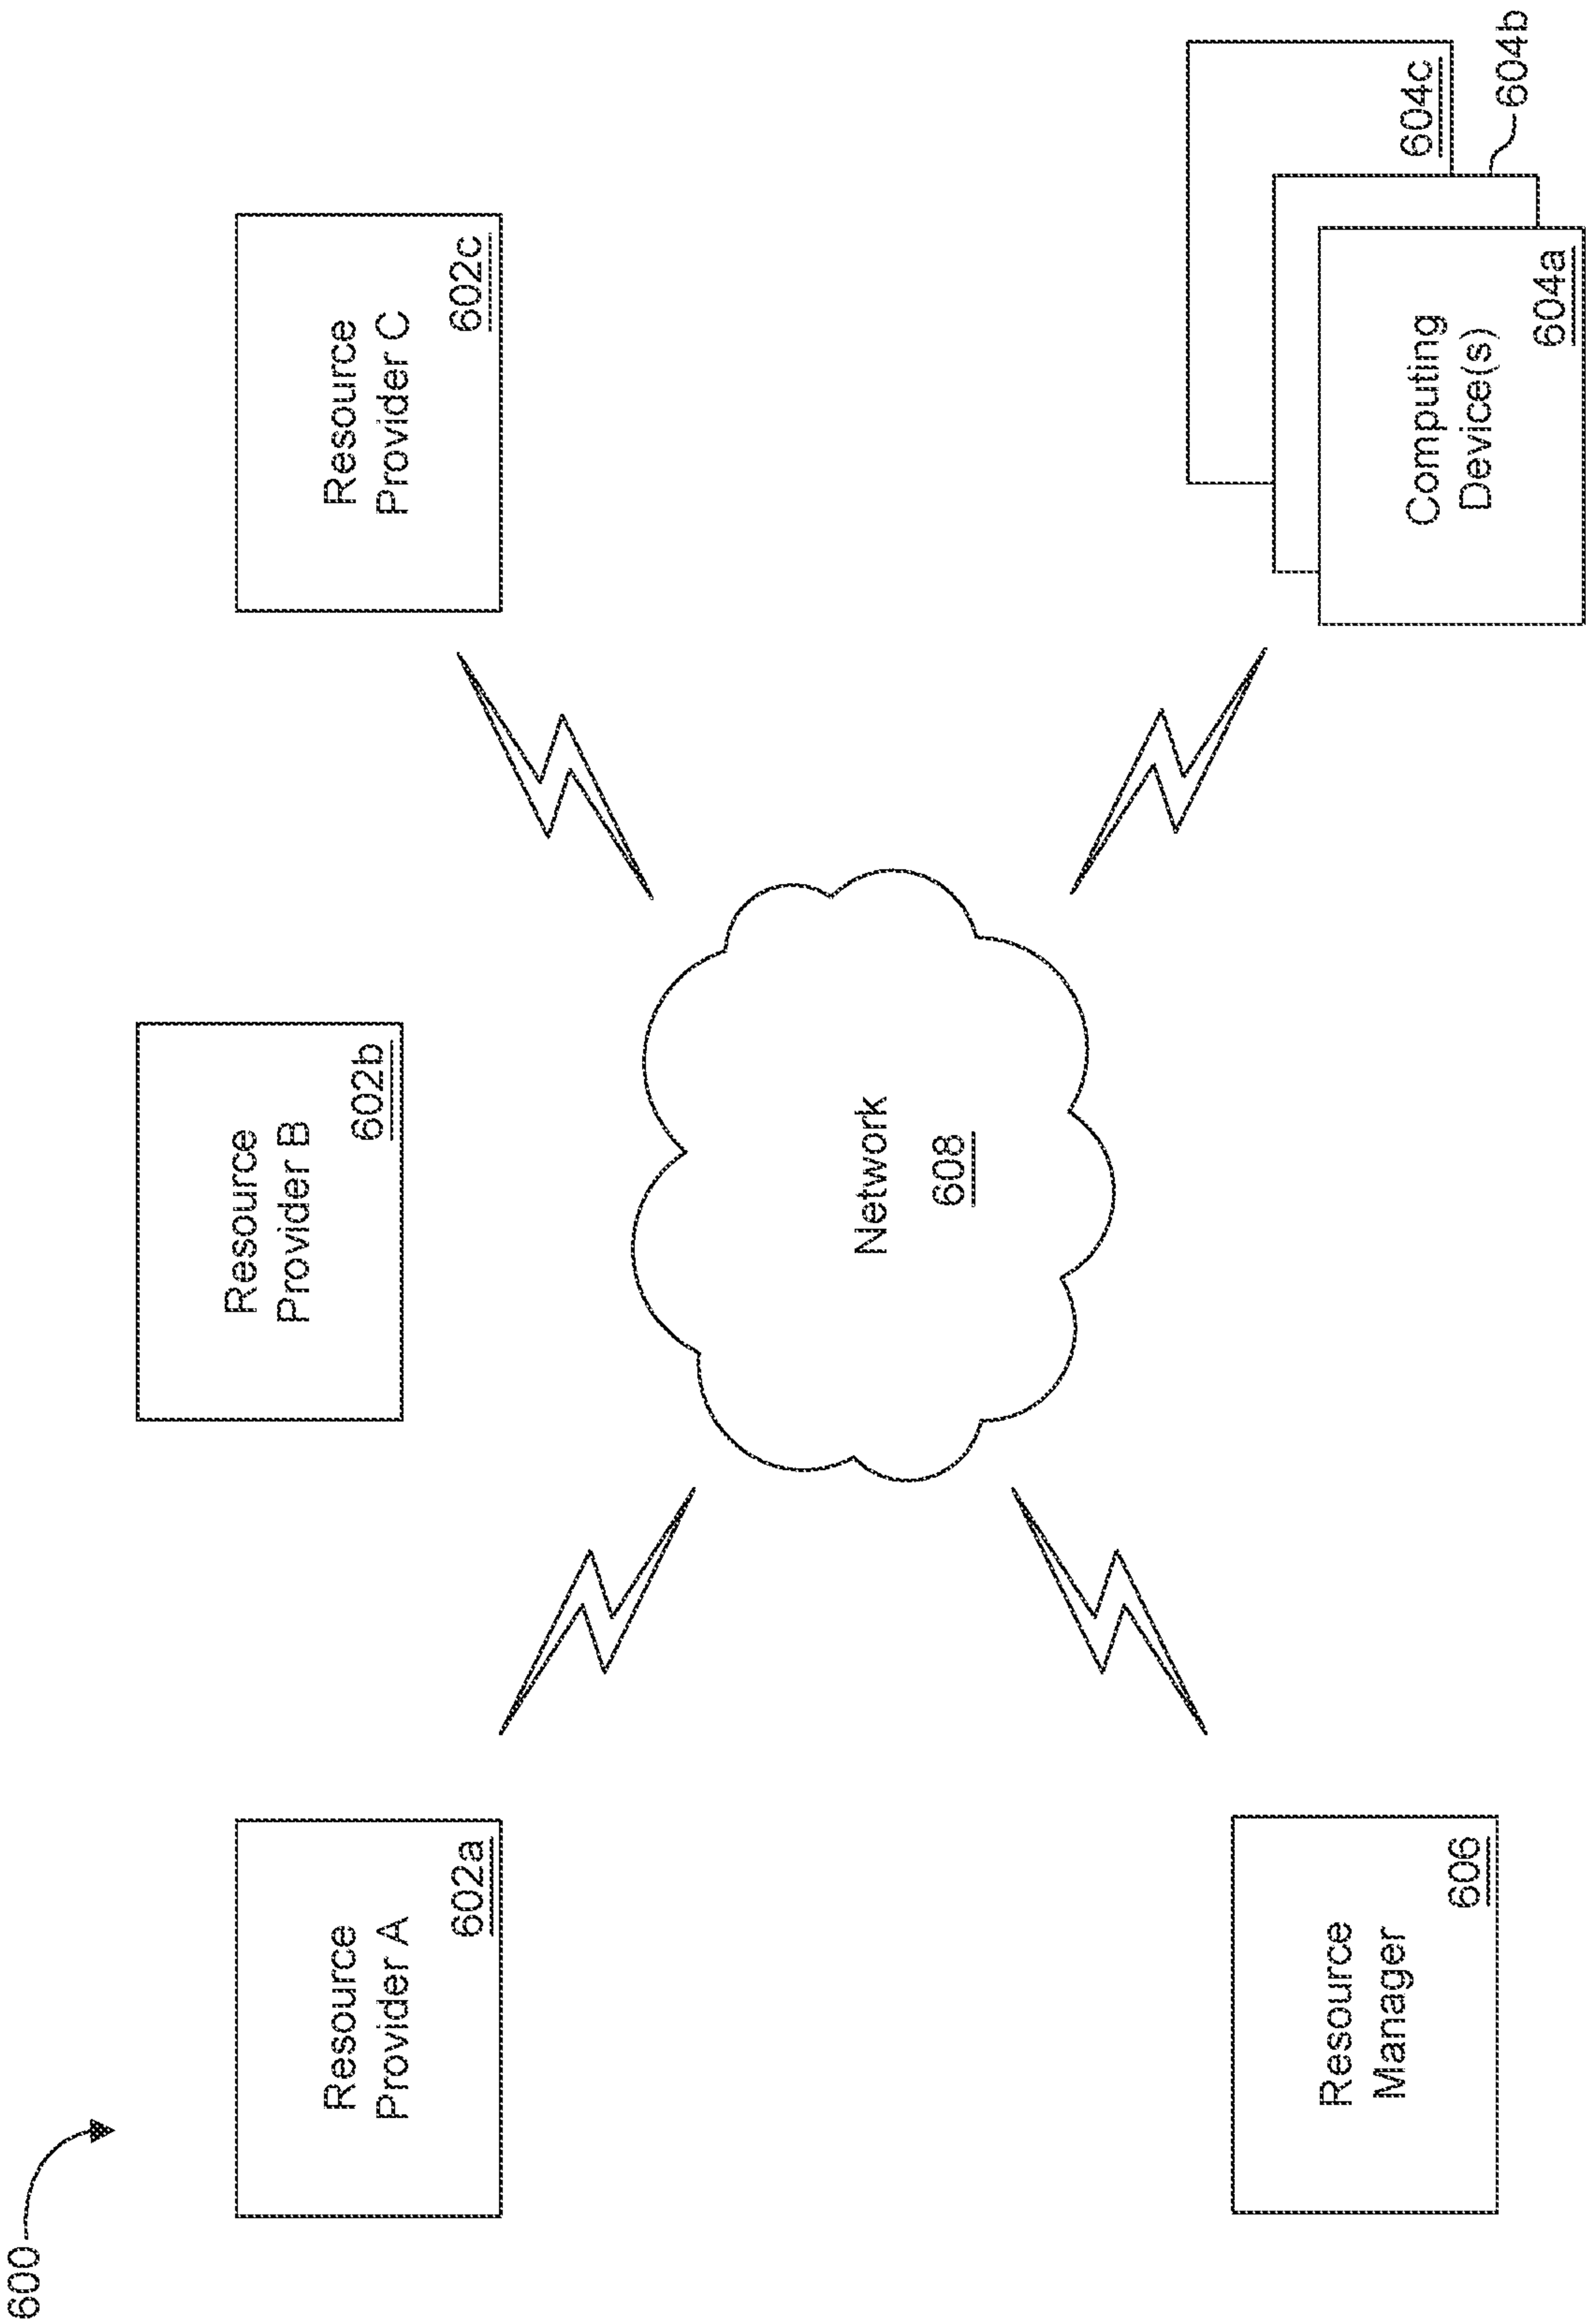 600
Resource
Provider A
602a
Resource
Provider B
602b
Resource
Provider C
602c
Network
608
Resource
Manager
606
Computing
Device(s)
604a
604b
604c